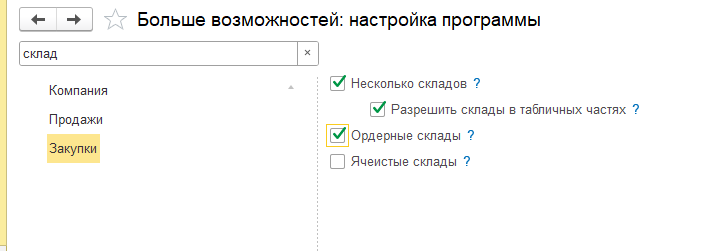 Больше возможностей: настройка программы
склад ×
Компания
Продажи
Закупки
Несколько складов ?
Разрешить склады в табличных частях ?
Ордерные склады ?
Ячеистые склады ?